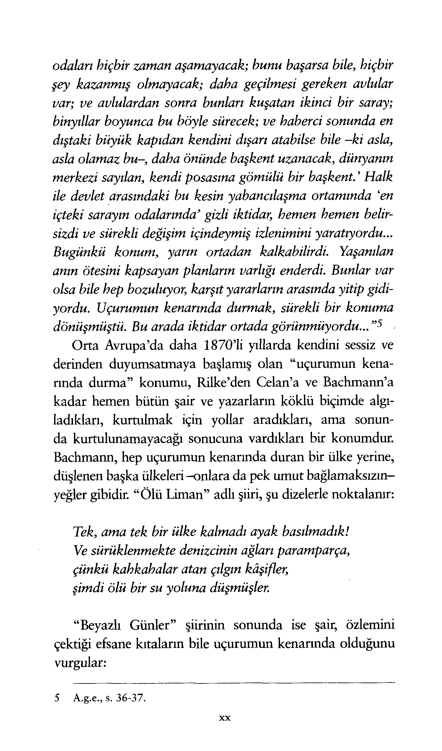 odaları hiçbir zaman aşamayacak; bunu başarsa bile, hiçbir
şey kazanmış olmayacak; daha geçilmesi gereken avlular
var; ve avlulardan sonra bunları kuşatan ikinci bir saray;
binyıllar boyunca bu böyle sürecek; ve haberci sonunda en
dıştaki büyük kapıdan kendini dışarı atabilse bile –ki asla,
asla olamaz bu–, daha önünde başkent uzanacak, dünyanın
merkezi sayılan, kendi posasına gömülü bir başkent.' Halk
ile devlet arasındaki bu kesin yabancılaşma ortamında 'en
içteki sarayın odalarında' gizli iktidar, hemen hemen belir-
sizdi ve sürekli değişim içindeymiş izlenimini yaratıyordu...
Bugünkü konum, yarın ortadan kalkabilirdi. Yaşanılan
anın ötesini kapsayan planların varlığı enderdi. Bunlar var
olsa bile hep bozuluyor, karşıt yararların arasında yitip gidi-
yordu. Uçurumun kenarında durmak, sürekli bir konuma
dönüşmüştü. Bu arada iktidar ortada görünmüyordu..."5
Orta Avrupa'da daha 1870'li yıllarda kendini sessiz ve
derinden duyumsatmaya başlamış olan "uçurumun kena-
rında durma" konumu, Rilke'den Celan'a ve Bachmann'a
kadar hemen bütün şair ve yazarların köklü biçimde algı-
ladıkları, kurtulmak için yollar aradıkları, ama sonun-
da kurtulunamayacağı sonucuna vardıkları bir konumdur.
Bachmann, hep uçurumun kenarında duran bir ülke yerine,
düşlenen başka ülkeleri –onlara da pek umut bağlamaksızın–
yeğler gibidir. "Ölü Liman" adlı şiiri, şu dizelerle noktalanır:
Tek, ama tek bir ülke kalmadı ayak basılmadık!
Ve sürüklenmekte denizcinin ağları paramparça,
çünkü kahkahalar atan çılgın kâşifler,
şimdi ölü bir su yoluna düşmüşler.
"Beyazlı Günler" şiirinin sonunda ise şair, özlemini
çektiği efsane kıtaların bile uçurumun kenarında olduğunu
vurgular:
5 A.g.e., s. 36-37.
xx